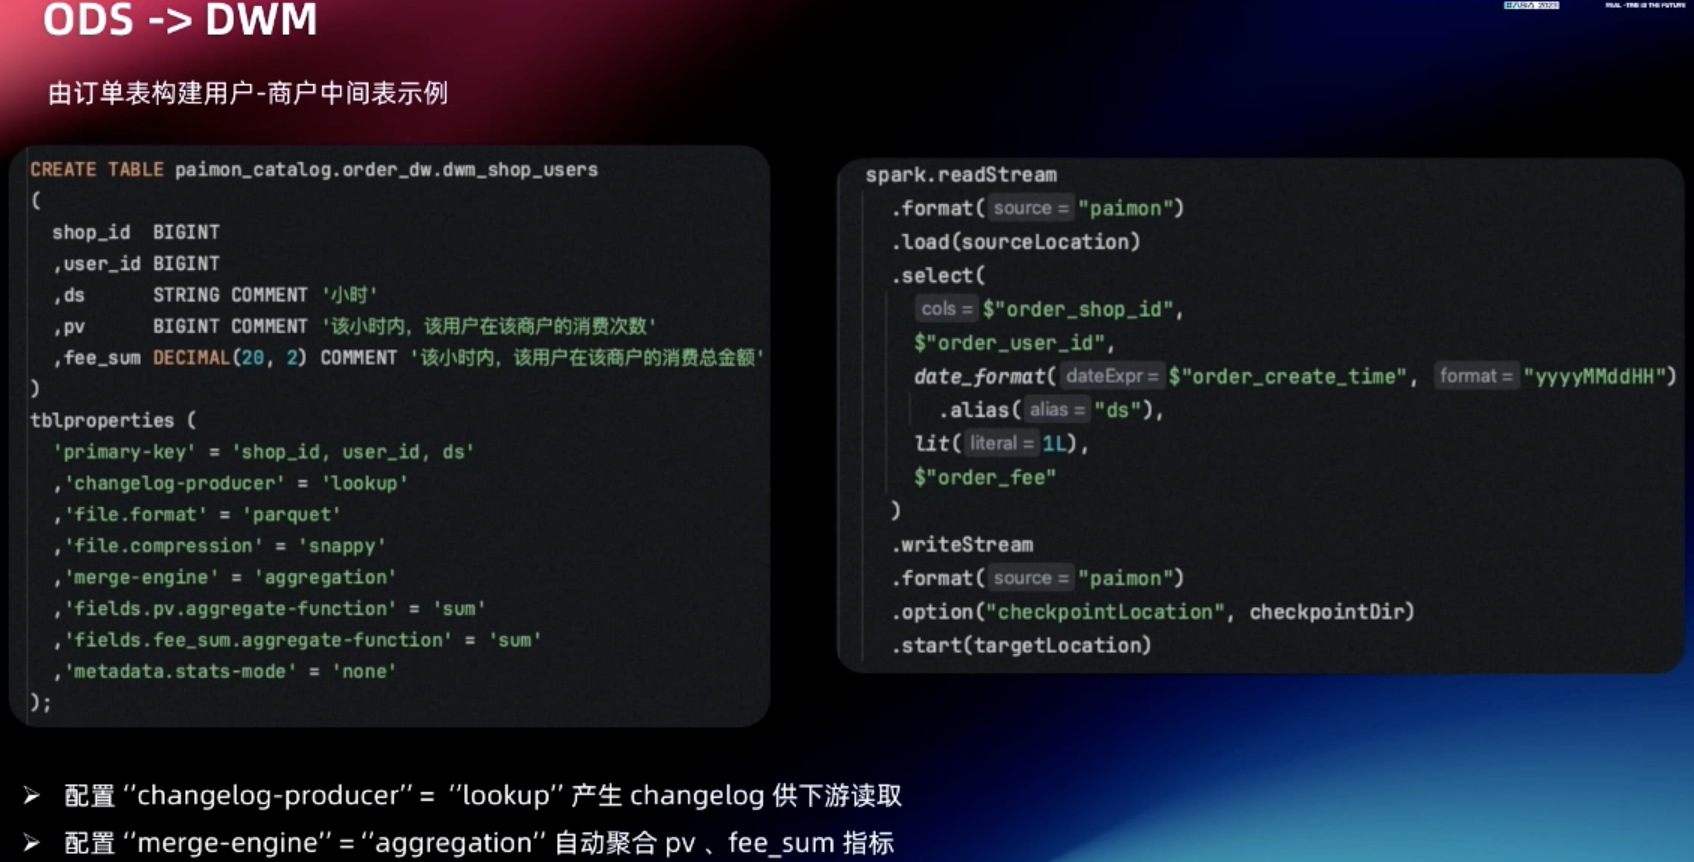 ODS -> DWM
由订单表构建用户-商户中间表示例
CREATE TABLE paimon_catalog.order_dw.dwm_shop_users
(
shop_id BIGINT
,user_id BIGINT
,ds STRING COMMENT '小时'
,pv BIGINT COMMENT '该小时内，该用户在该商户的消费次数'
,fee_sum DECIMAL(20, 2) COMMENT '该小时内，该用户在该商户的消费总金额'
)
tblproperties (
'primary-key' = 'shop_id, user_id, ds'
,'changelog-producer' = 'lookup'
,'file.format' = 'parquet'
,'file.compression' = 'snappy'
,'merge-engine' = 'aggregation'
,'fields.pv.aggregate-function' = 'sum'
,'fields.fee_sum.aggregate-function' = 'sum'
,'metadata.stats-mode' = 'none'
);
spark.readStream
.format( source = "paimon")
.load(sourceLocation)
.select(
cols = $"order_shop_id",
$"order_user_id",
date_format( dateExpr = $"order_create_time", format = "yyyyMMddHH")
.alias( alias = "ds"),
lit( literal = 1L),
$"order_fee"
)
.writeStream
.format( source = "paimon")
.option("checkpointLocation", checkpointDir)
.start(targetLocation)
➢ 配置 ‘‘changelog-producer’’ = ‘‘lookup’’ 产生 changelog 供下游读取
➢ 配置 ‘‘merge-engine’’ = ‘‘aggregation’’ 自动聚合 pv 、fee_sum 指标